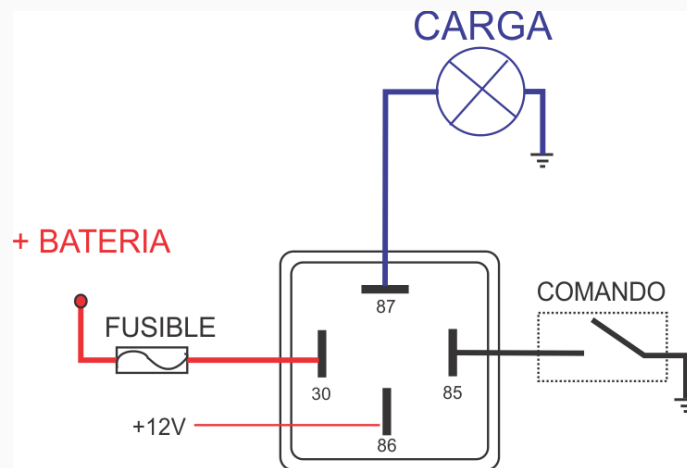 CARGA
+ BATERIA
FUSIBLE
87
COMANDO
30
85
+12V
86